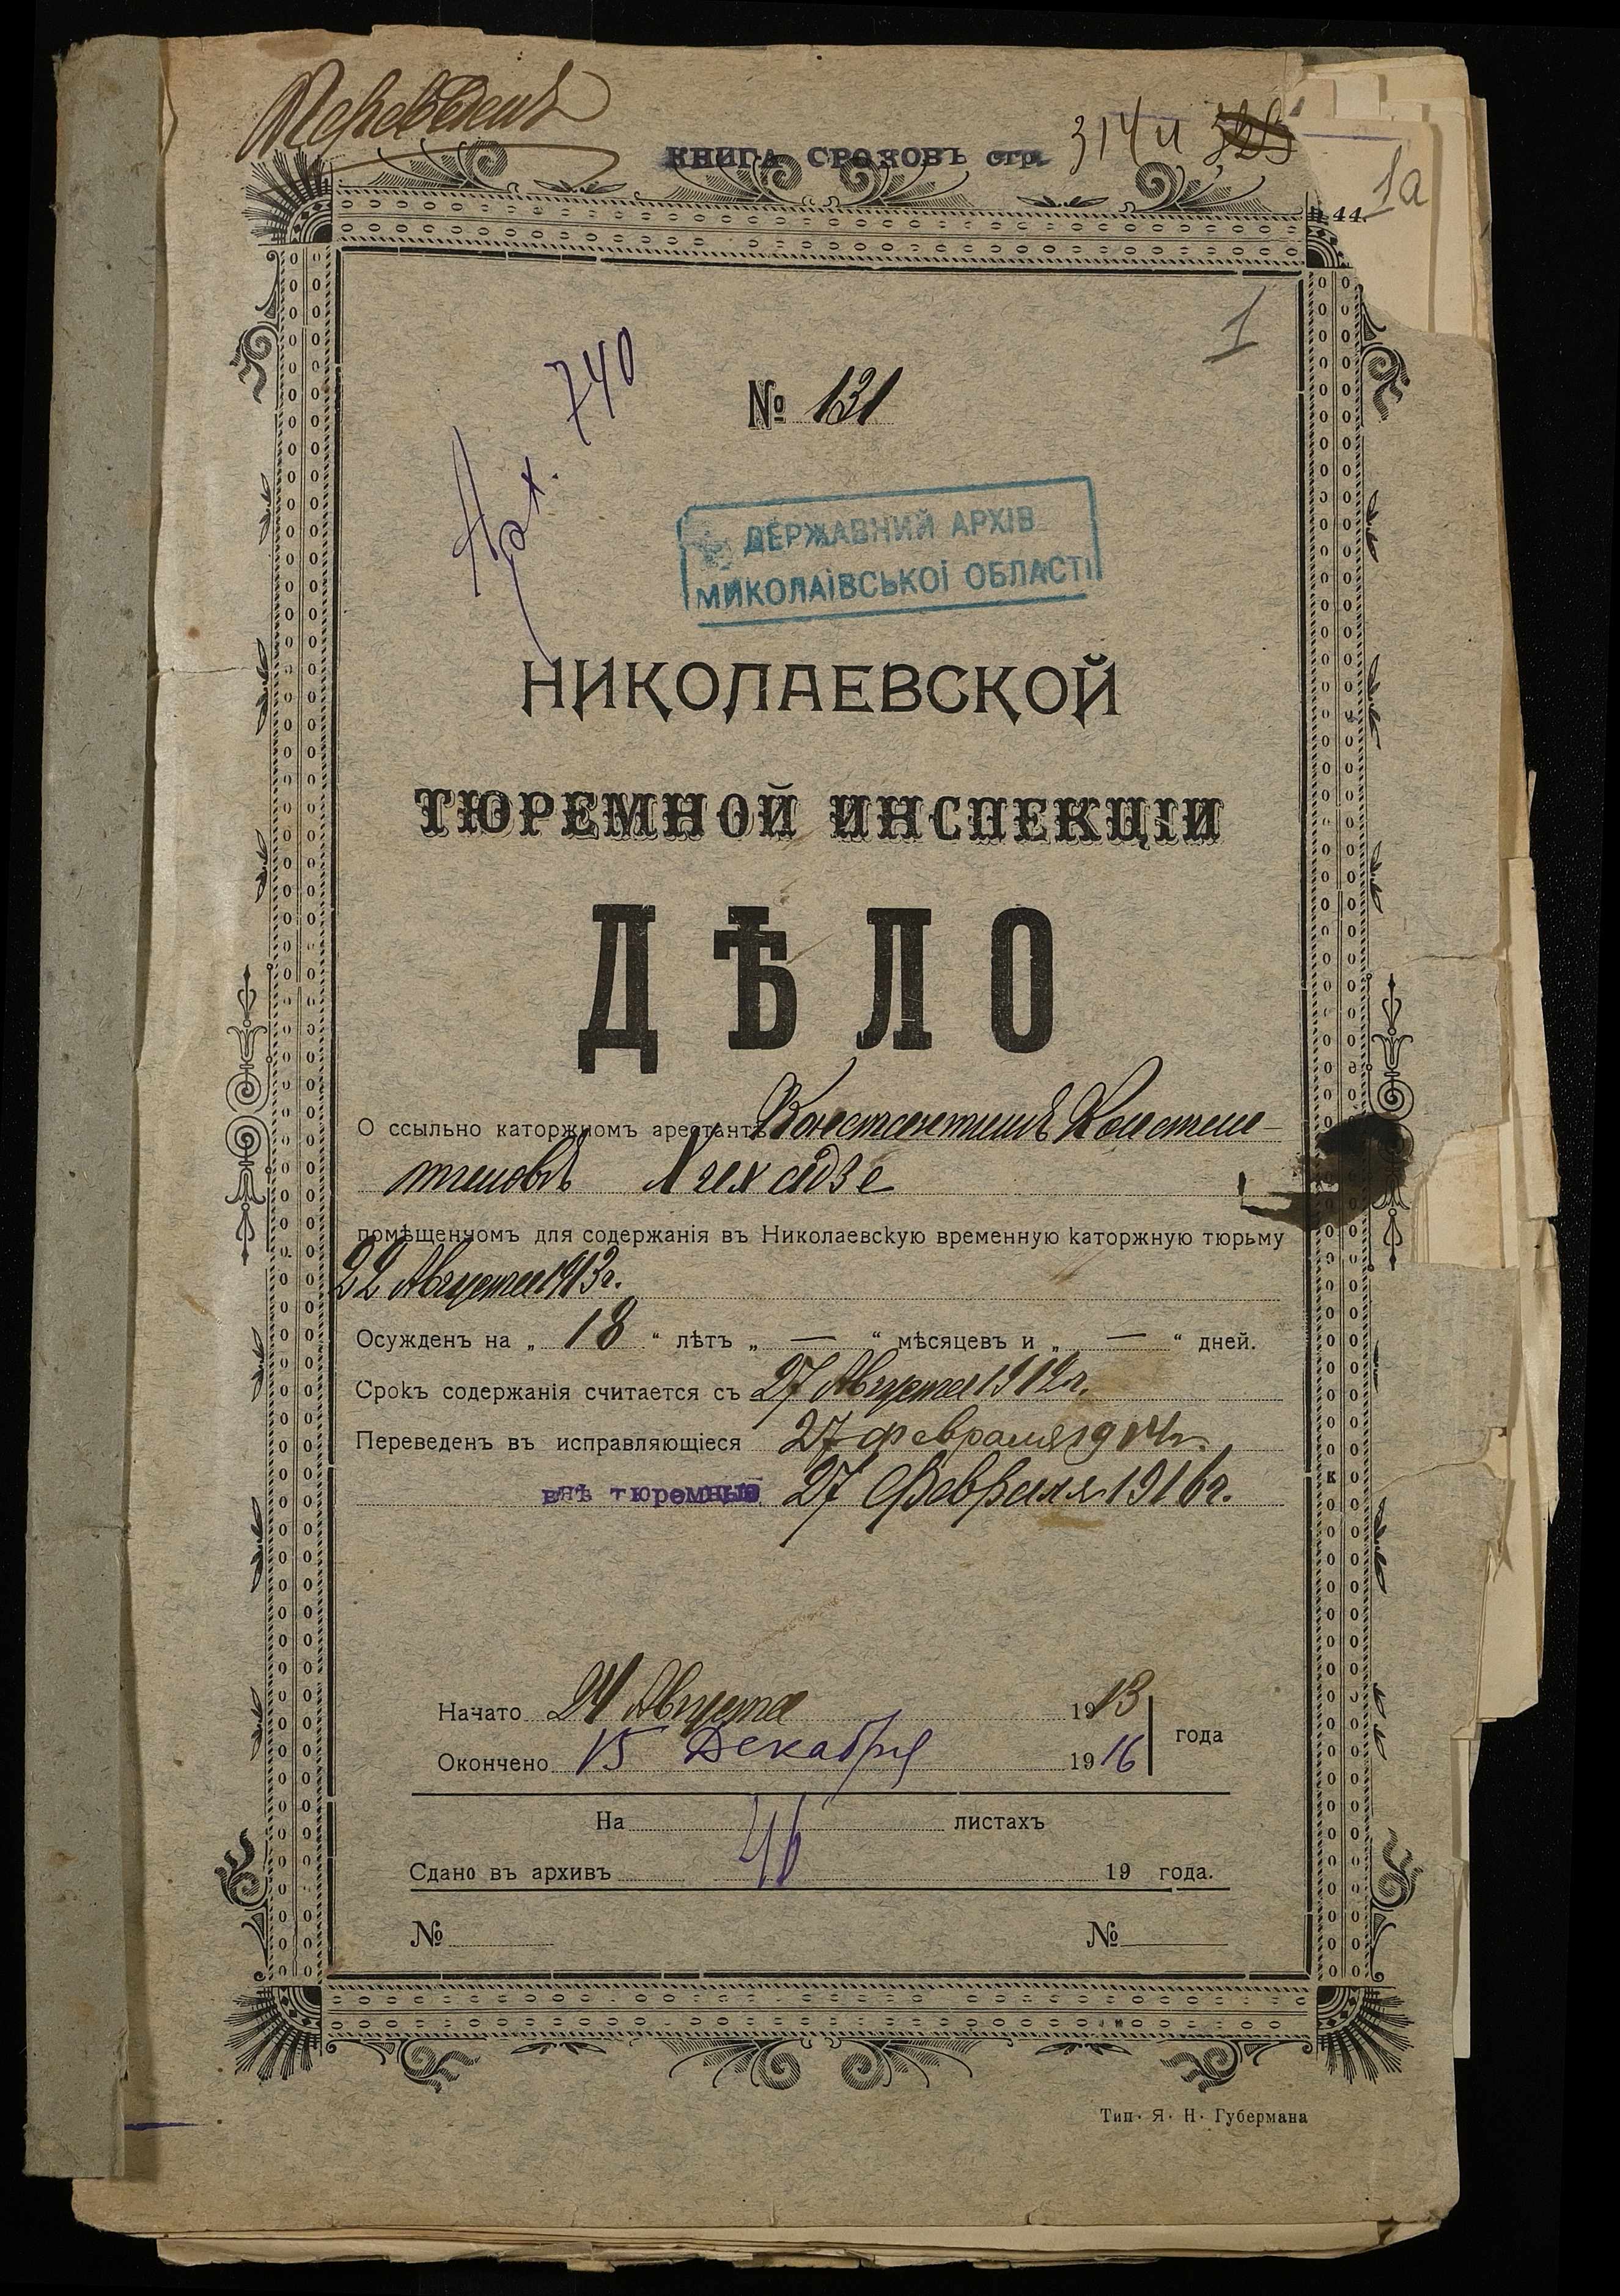 Переведенъ
КНИГА СРОКОВЪ стр. 314 и
1а
44.
1
Арх. 740
№ 131
ДЕРЖАВНИЙ АРХІВ
МИКОЛАЇВСЬКОЇ ОБЛАСТІ
НИКОЛАЕВСКОЙ
ТЮРЕМНОЙ ИНСПЕКЦІИ
ДѢЛО
О ссыльно каторжномъ арестантѣ Константинѣ Констан-
тиновѣ
помѣщенномъ для содержанія въ Николаевскую временную каторжную тюрьму
22 Августа 1913 г.
Осужденъ на „ 18 “ лѣтъ „ — “ мѣсяцевъ и „ — “ дней.
Срокъ содержанія считается съ 27 Августа 1912 г.
Переведенъ въ исправляющіеся 27 февраля 1914 г.
внѣ тюремные 27 Февраля 1916 г.
Начато 24 Августа 1913
года
Окончено 15 Декабря 1916
На листахъ
46
Сдано въ архивъ 19 года.
№ №
Тип. Я. Н. Губермана